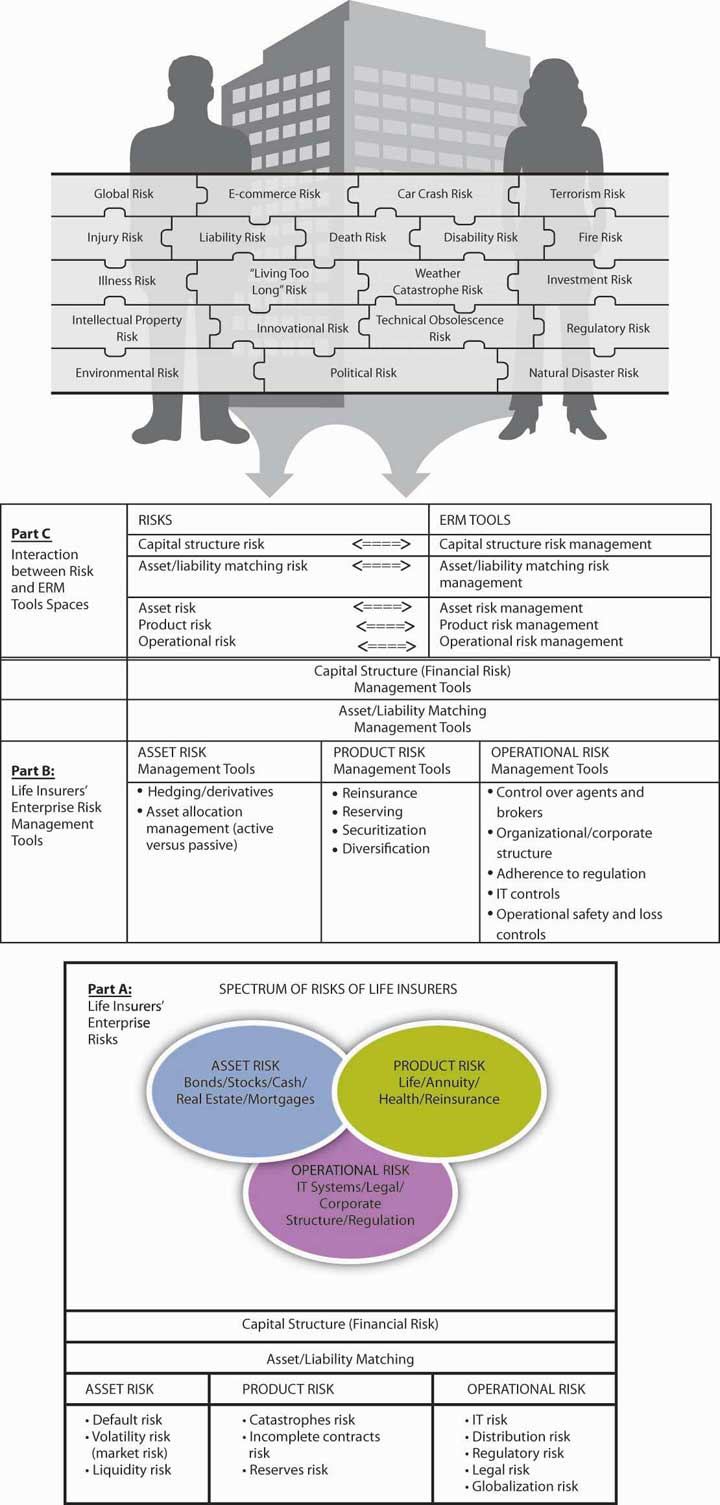 Global Risk
E-commerce Risk
Car Crash Risk
Terrorism Risk
Injury Risk
Liability Risk
Death Risk
Disability Risk
Fire Risk
Illness Risk
“Living Too
Long” Risk
Weather
Catastrophe Risk
Investment Risk
Intellectual Property
Risk
Innovational Risk
Technical Obsolescence
Risk
Regulatory Risk
Environmental Risk
Political Risk
Natural Disaster Risk
Part C
Interaction
between Risk
and ERM
Tools Spaces
RISKS
ERM TOOLS
Capital structure risk
<====>
Capital structure risk management
Asset/liability matching risk
<====>
Asset/liability matching risk
management
Asset risk
<====>
Asset risk management
Product risk
<====>
Product risk management
Operational risk
<====>
Operational risk management
Capital Structure (Financial Risk)
Management Tools
Asset/Liability Matching
Management Tools
Part B:
Life Insurers’
Enterprise Risk
Management
Tools
ASSET RISK
Management Tools
• Hedging/derivatives
• Asset allocation
management (active
versus passive)
PRODUCT RISK
Management Tools
• Reinsurance
• Reserving
• Securitization
• Diversification
OPERATIONAL RISK
Management Tools
• Control over agents and
brokers
• Organizational/corporate
structure
• Adherence to regulation
• IT controls
• Operational safety and loss
controls
Part A:
Life Insurers’
Enterprise
Risks
SPECTRUM OF RISKS OF LIFE INSURERS
ASSET RISK
Bonds/Stocks/Cash/
Real Estate/Mortgages
PRODUCT RISK
Life/Annuity/
Health/Reinsurance
OPERATIONAL RISK
IT Systems/Legal/
Corporate
Structure/Regulation
Capital Structure (Financial Risk)
Asset/Liability Matching
ASSET RISK
• Default risk
• Volatility risk
(market risk)
• Liquidity risk
PRODUCT RISK
• Catastrophes risk
• Incomplete contracts
risk
• Reserves risk
OPERATIONAL RISK
• IT risk
• Distribution risk
• Regulatory risk
• Legal risk
• Globalization risk